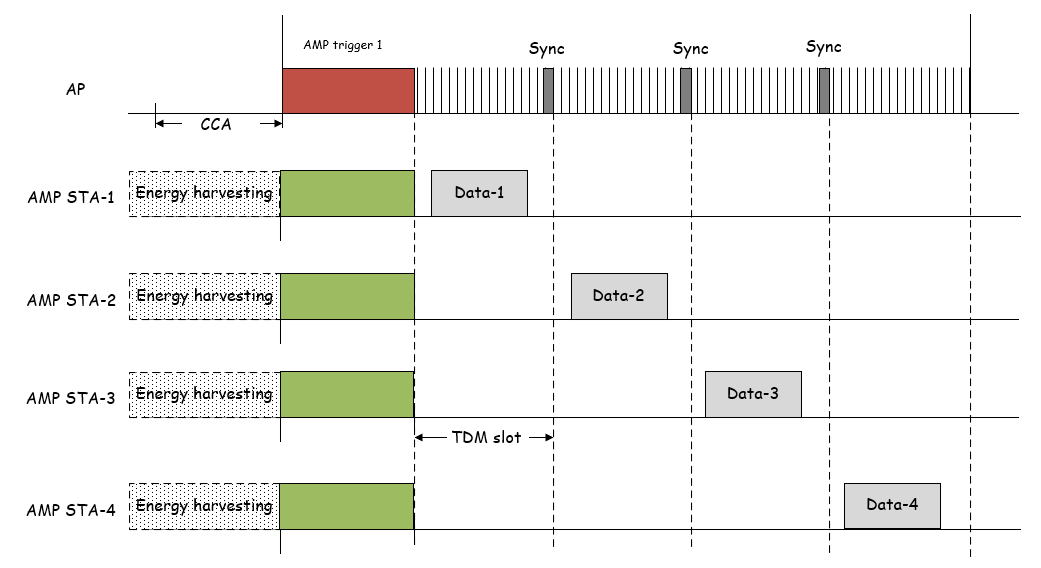 AMP trigger 1
Sync
Sync
Sync
AP
CCA
AMP STA-1
Energy harvesting
Data-1
AMP STA-2
Energy harvesting
Data-2
AMP STA-3
Energy harvesting
Data-3
TDM slot
AMP STA-4
Energy harvesting
Data-4